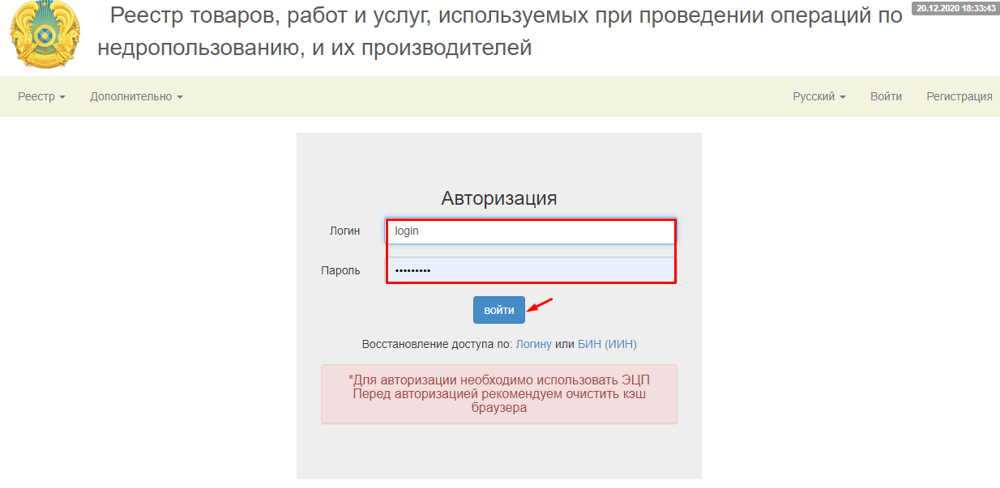 20.12.2020 18:33:43
Реестр товаров, работ и услуг, используемых при проведении операций по
недропользованию, и их производителей
Реестр Дополнительно Русский Войти Регистрация
Авторизация
Логин login
Пароль •••••••••
войти
Восстановление доступа по: Логину или БИН (ИИН)
*Для авторизации необходимо использовать ЭЦП
Перед авторизацией рекомендуем очистить кэш
браузера